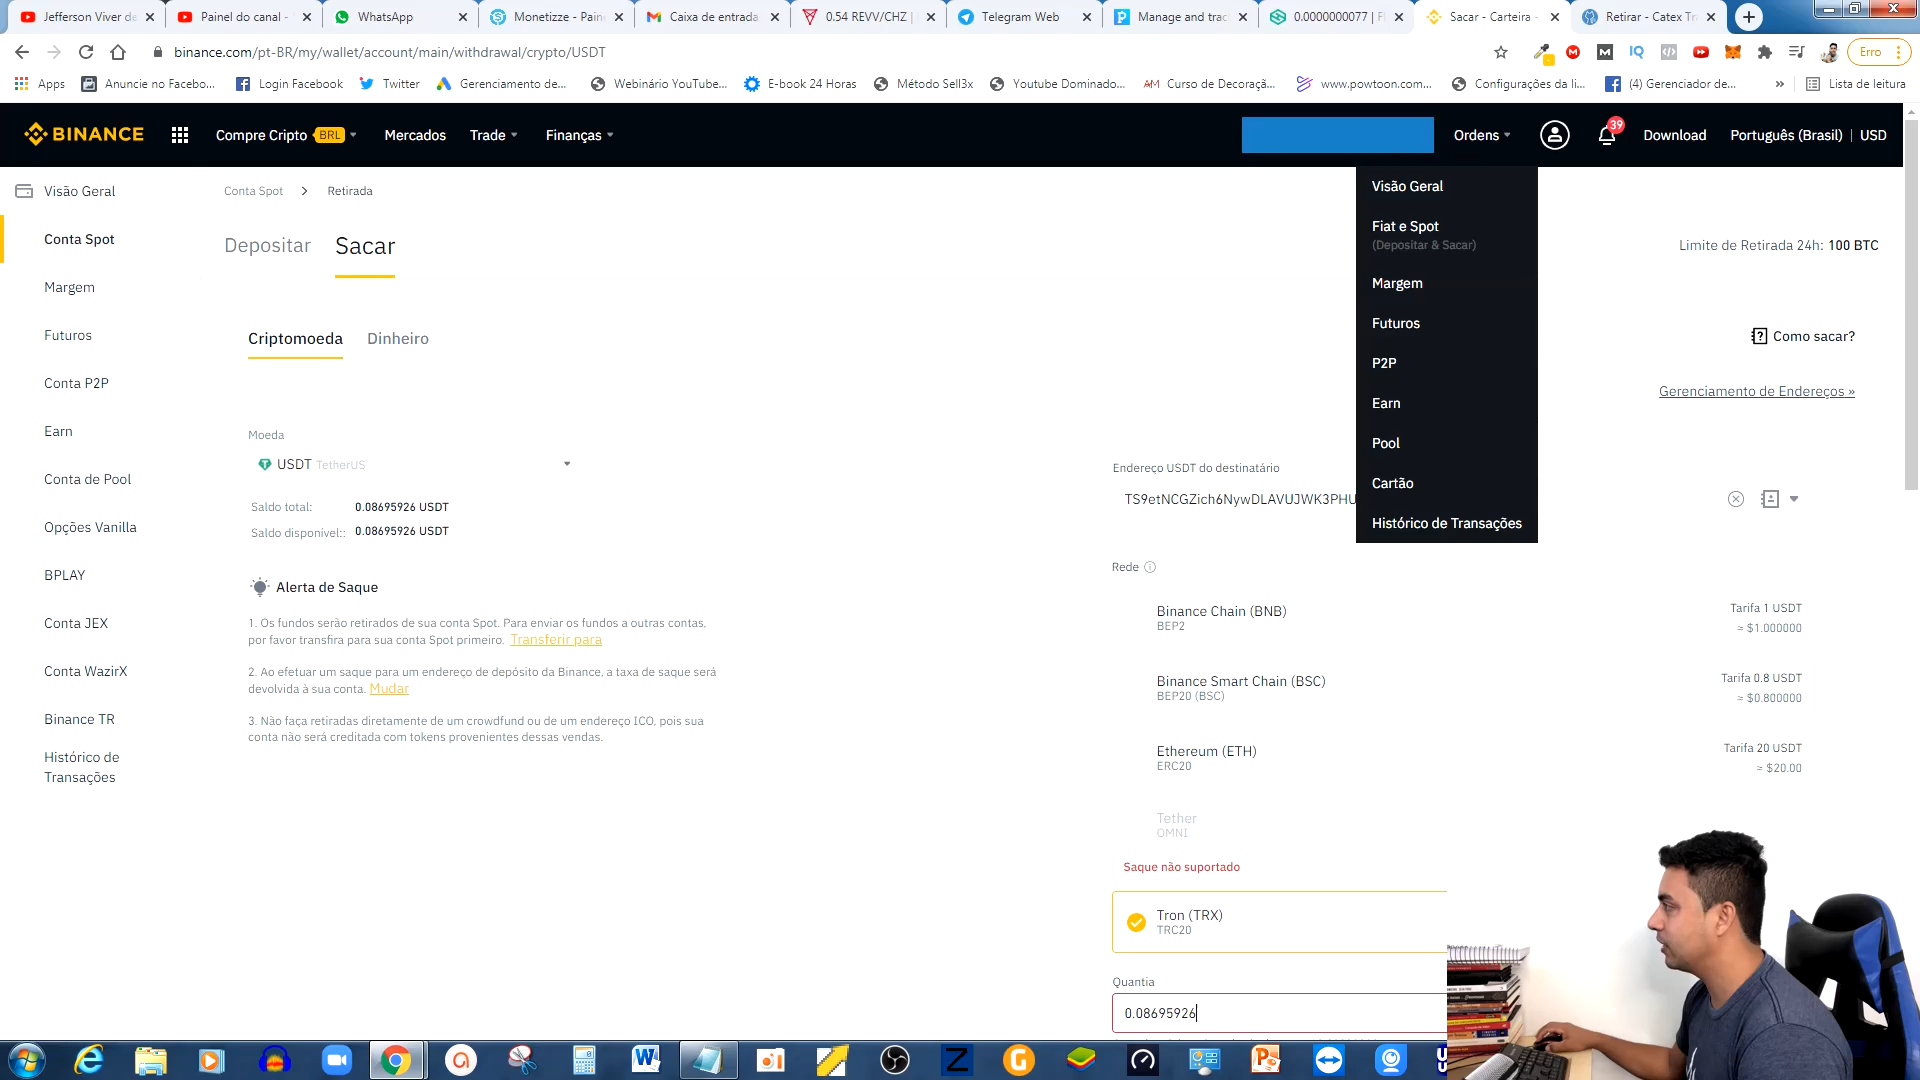 Jefferson Viver de
Painel do canal -
WhatsApp
Monetizze - Pain
Caixa de entrada
0.54 REVV/CHZ |
Telegram Web
Manage and trac
0.0000000077 | F
Sacar - Carteira -
Retirar - Catex Tra
binance.com/pt-BR/my/wallet/account/main/withdrawal/crypto/USDT
Erro
Apps
Anuncie no Facebo...
Login Facebook
Twitter
Gerenciamento de...
Webinário YouTube...
E-book 24 Horas
Método Sell3x
Youtube Dominado...
AM Curso de Decoraçã...
www.powtoon.com...
Configurações da li...
(4) Gerenciador de...
»
Lista de leitura
BINANCE
Compre Cripto BRL
Mercados
Trade
Finanças
Ordens
39
Download
Português (Brasil) | USD
Visão Geral
Conta Spot
Margem
Futuros
Conta P2P
Earn
Conta de Pool
Opções Vanilla
BPLAY
Conta JEX
Conta WazirX
Binance TR
Histórico de
Transações
Conta Spot > Retirada
Depositar Sacar
Limite de Retirada 24h: 100 BTC
Criptomoeda Dinheiro
Como sacar?
Gerenciamento de Endereços »
Moeda
USDT TetherUS
Saldo total: 0.08695926 USDT
Saldo disponível:: 0.08695926 USDT
Alerta de Saque
1. Os fundos serão retirados de sua conta Spot. Para enviar os fundos a outras contas,
por favor transfira para sua conta Spot primeiro. Transferir para
2. Ao efetuar um saque para um endereço de depósito da Binance, a taxa de saque será
devolvida à sua conta. Mudar
3. Não faça retiradas diretamente de um crowdfund ou de um endereço ICO, pois sua
conta não será creditada com tokens provenientes dessas vendas.
Visão Geral
Fiat e Spot
(Depositar & Sacar)
Margem
Futuros
P2P
Earn
Pool
Cartão
Histórico de Transações
Endereço USDT do destinatário
TS9etNCGZich6NywDLAVUJWK3PHU
Rede
Binance Chain (BNB)
BEP2
Tarifa 1 USDT
≈ $1.000000
Binance Smart Chain (BSC)
BEP20 (BSC)
Tarifa 0.8 USDT
≈ $0.800000
Ethereum (ETH)
ERC20
Tarifa 20 USDT
≈ $20.00
Tether
OMNI
Saque não suportado
Tron (TRX)
TRC20
Quantia
0.08695926